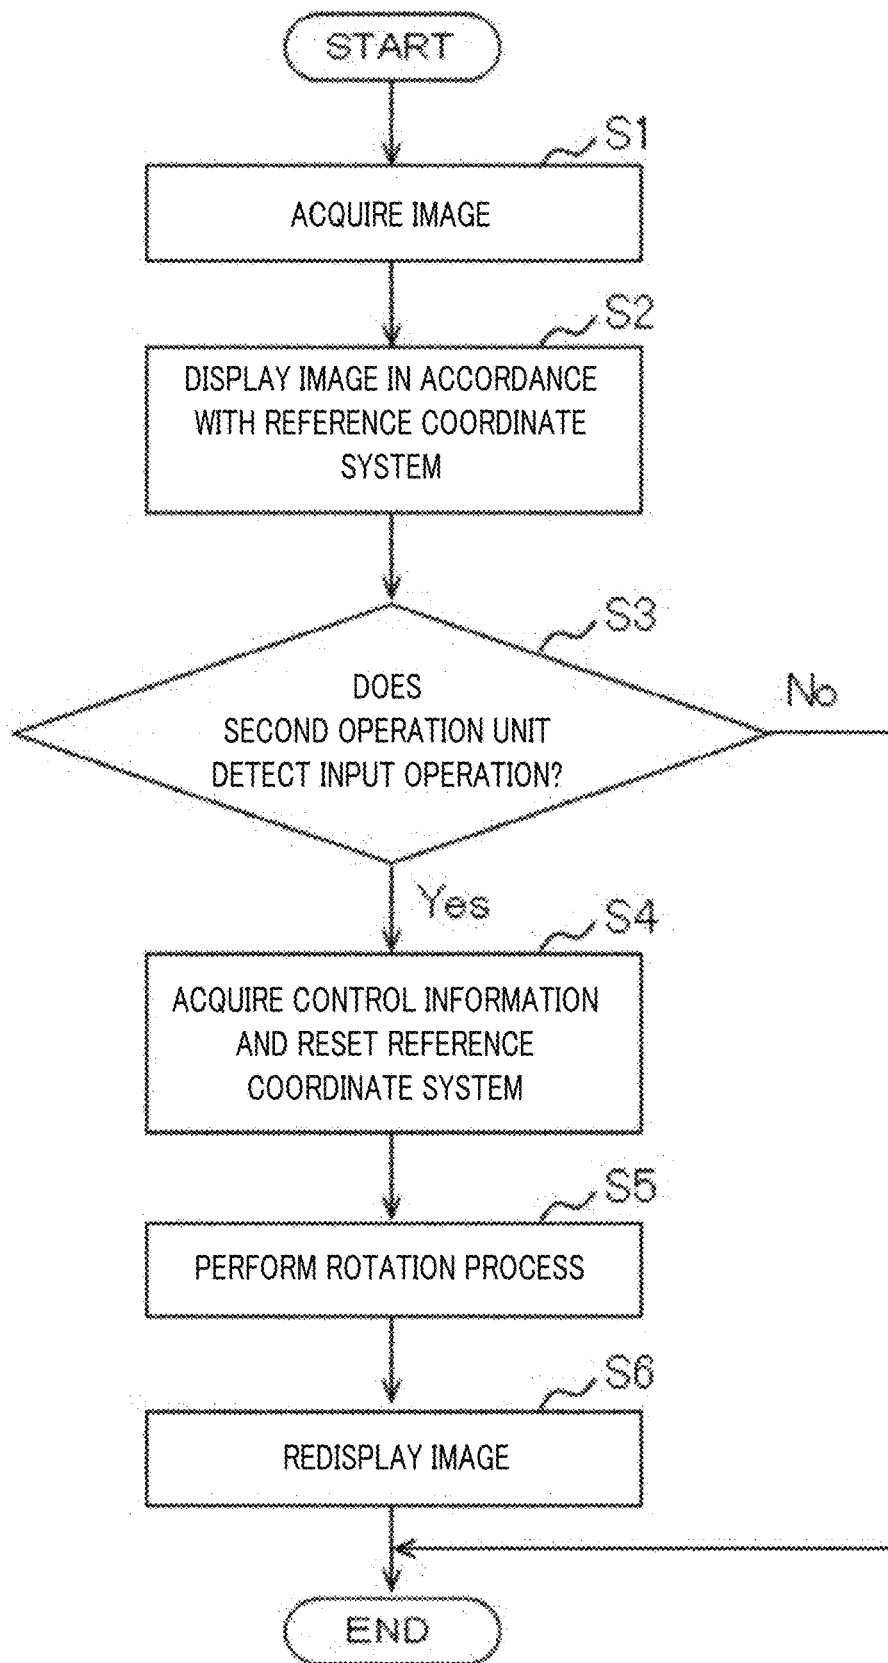 START
S1
ACQUIRE IMAGE
S2
DISPLAY IMAGE IN ACCORDANCE
WITH REFERENCE COORDINATE
SYSTEM
S3
DOES
SECOND OPERATION UNIT
DETECT INPUT OPERATION?
No
Yes
S4
ACQUIRE CONTROL INFORMATION
AND RESET REFERENCE
COORDINATE SYSTEM
S5
PERFORM ROTATION PROCESS
S6
REDISPLAY IMAGE
END